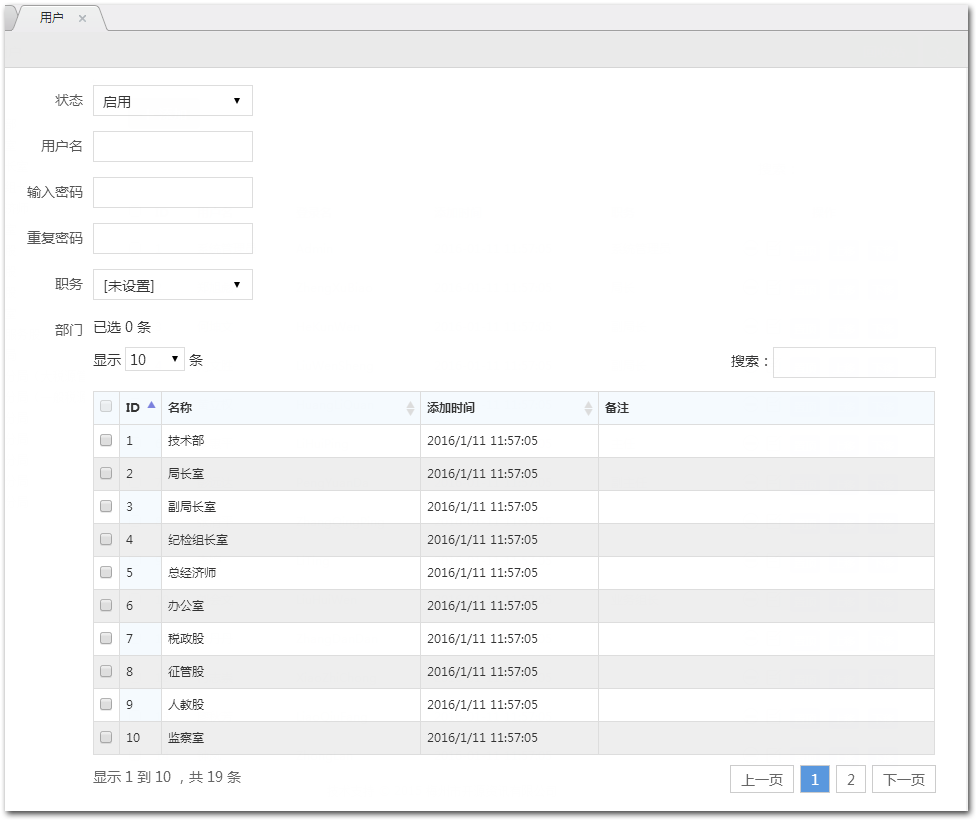 用户 ×
状态 启用
用户名
输入密码
重复密码
职务 [未设置]
部门 已选 0 条
显示 10 条 搜索：
ID 名称 添加时间 备注
1 技术部 2016/1/11 11:57:05
2 局长室 2016/1/11 11:57:05
3 副局长室 2016/1/11 11:57:05
4 纪检组长室 2016/1/11 11:57:05
5 总经济师 2016/1/11 11:57:05
6 办公室 2016/1/11 11:57:05
7 税政股 2016/1/11 11:57:05
8 征管股 2016/1/11 11:57:05
9 人教股 2016/1/11 11:57:05
10 监察室 2016/1/11 11:57:05
显示 1 到 10 ，共 19 条 上一页 1 2 下一页